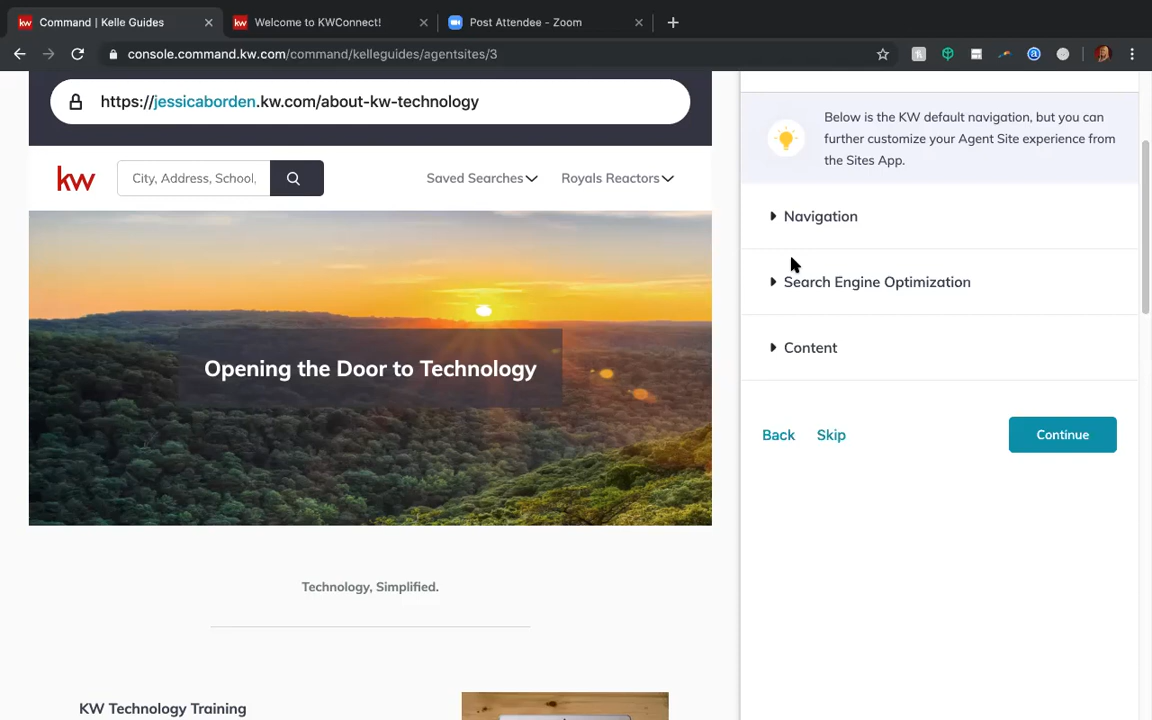 Command | Kelle Guides
Welcome to KWConnect!
Post Attendee - Zoom
console.command.kw.com/command/kelleguides/agentsites/3
https://jessicaborden.kw.com/about-kw-technology
kw
City, Address, School,
Saved Searches
Royals Reactors
Opening the Door to Technology
Technology, Simplified.
KW Technology Training
Below is the KW default navigation, but you can
further customize your Agent Site experience from
the Sites App.
Navigation
Search Engine Optimization
Content
Back
Skip
Continue